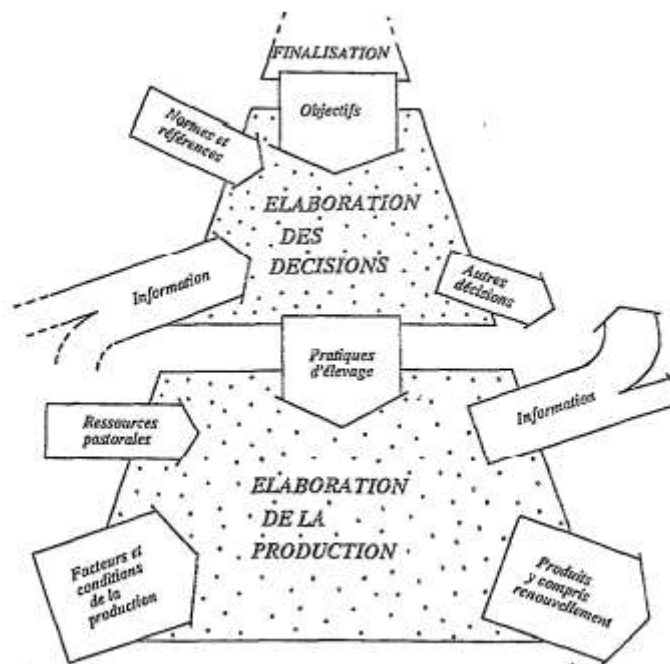 FINALISATION
Objectifs
Normes et
références
ELABORATION
DES
DECISIONS
Information
Autres
décisions
Pratiques
d'élevage
Ressources
pastorales
Information
ELABORATION
DE LA
PRODUCTION
Facteurs et
conditions
de la
production
Produits
y compris
renouvellement